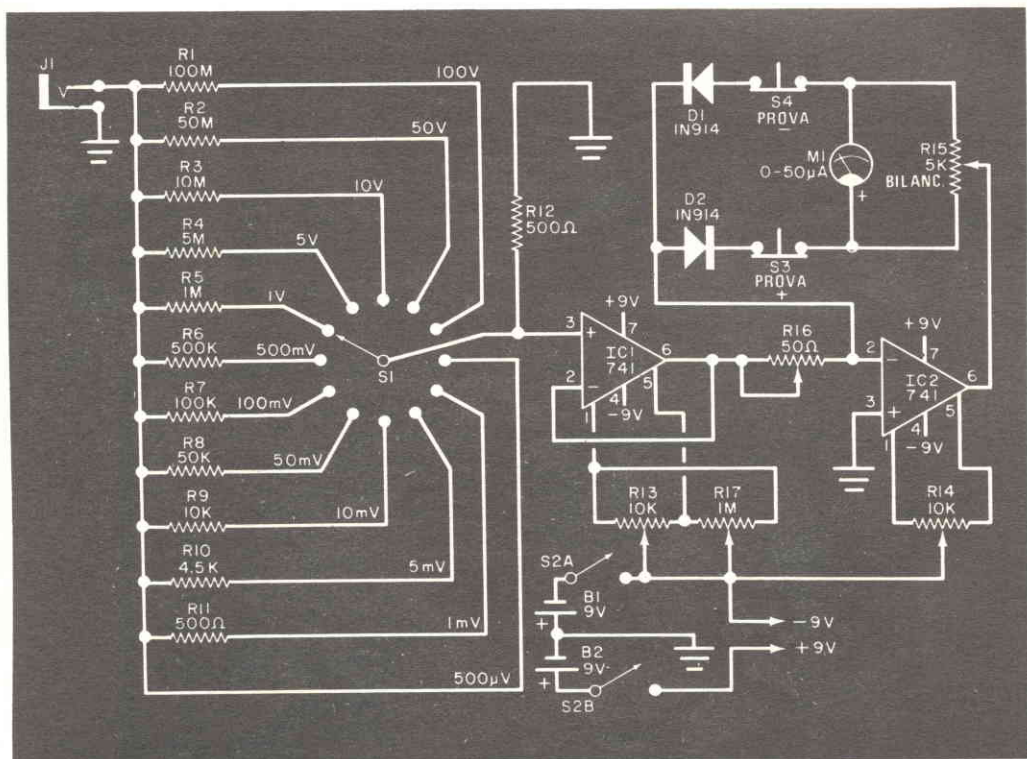 J1
R1
100M
100V
R2
50M
50V
R3
10M
10V
R4
5M
5V
R5
1M
1V
R6
500K
500mV
R7
100K
100mV
R8
50K
50mV
R9
10K
10mV
R10
4,5K
5mV
R11
500Ω
1mV
500μV
S1
R12
500Ω
3
+
+9V
7
IC1
741
6
2
-
5
4
-9V
1
R13
10K
R17
1M
D1
1N914
S4
PROVA
-
M1
0-50μA
+
R15
5K
BILANC.
D2
1N914
S3
PROVA
+
R16
50Ω
2
-
+9V
7
IC2
741
6
3
+
5
4
-9V
1
R14
10K
S2A
B1
9V
+
-9V
+9V
B2
9V
+
S2B